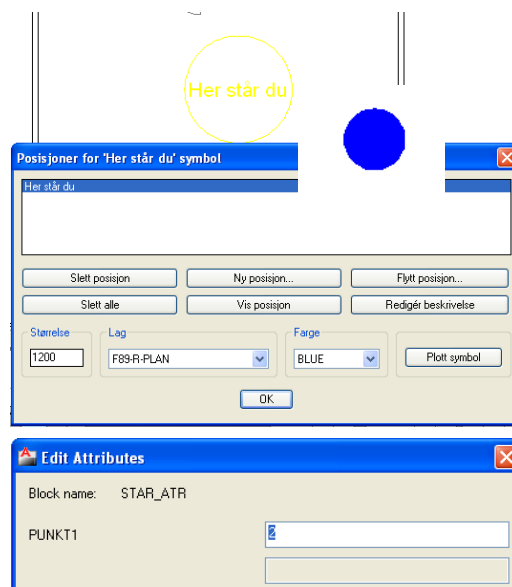 Her står du
Posisjoner for 'Her står du' symbol
Her står du
Slett posisjon
Ny posisjon...
Flytt posisjon...
Slett alle
Vis posisjon
Redigér beskrivelse
Størrelse
Lag
Farge
1200
F89-R-PLAN
BLUE
Plott symbol
OK
Edit Attributes
Block name: STAR_ATR
PUNKT1
2